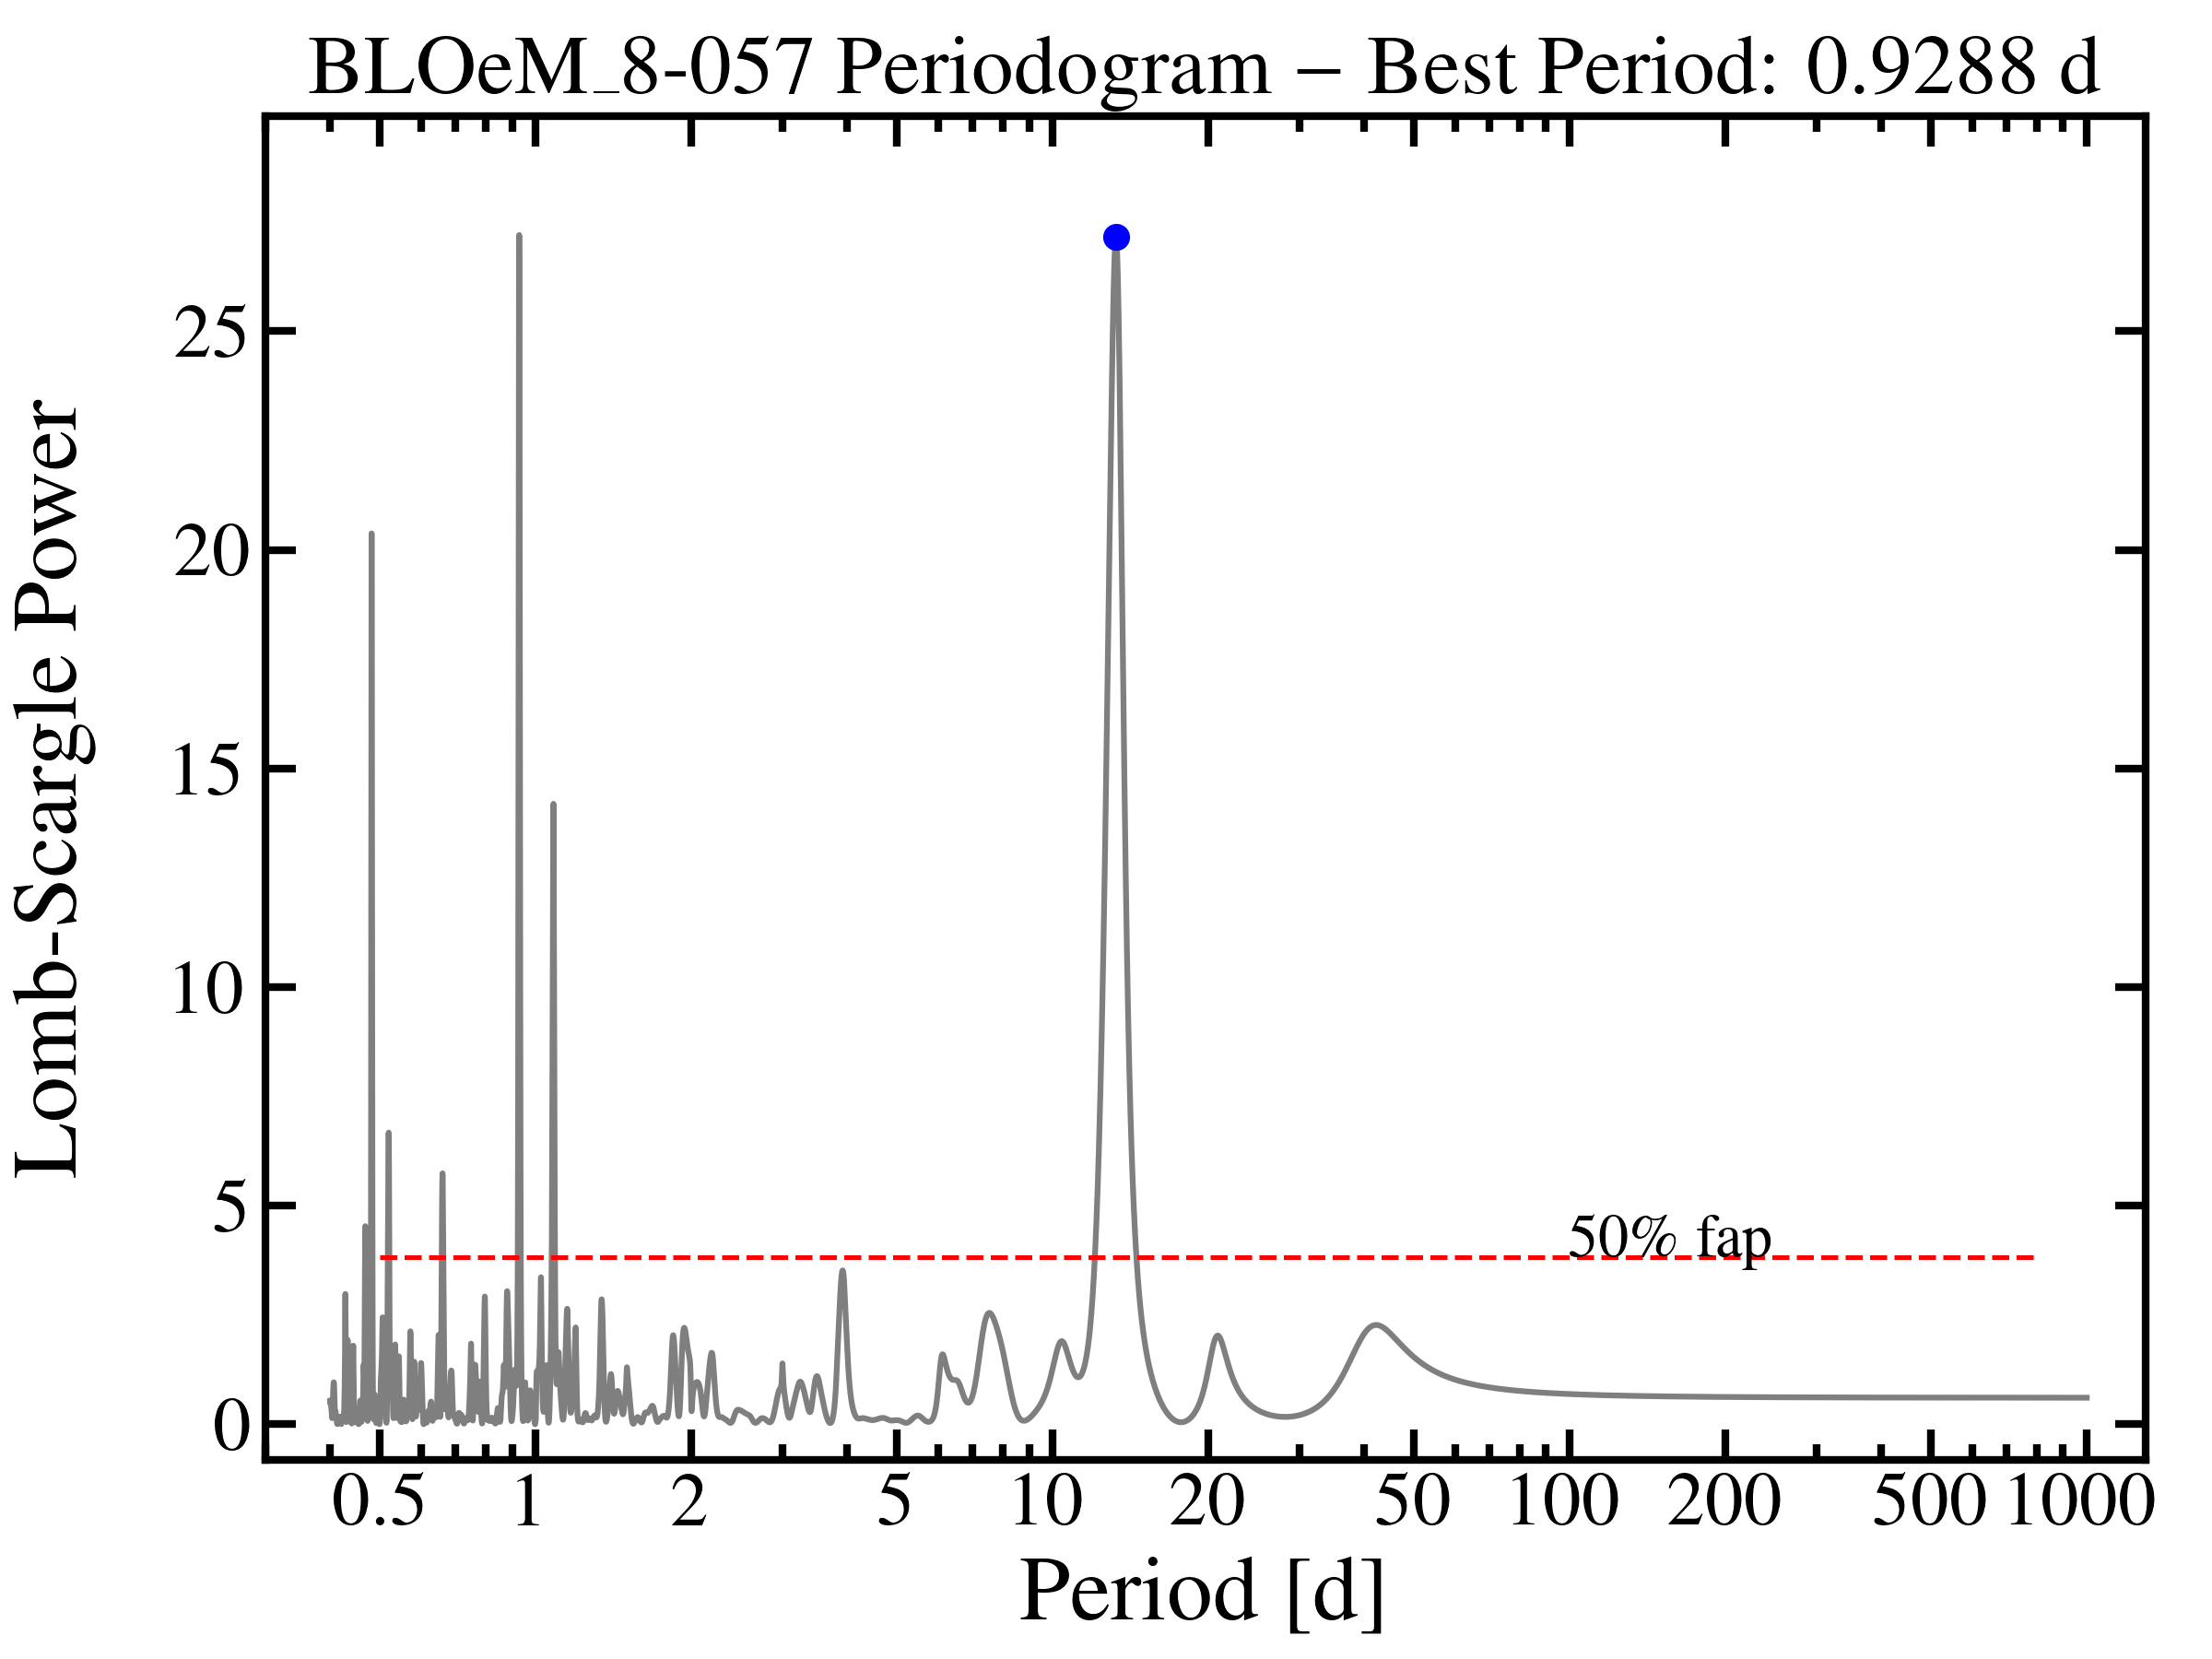 BLOeM_8-057 Periodogram – Best Period: 0.9288 d
Lomb-Scargle Power
25
20
15
10
5
0
50% fap
0.5 1 2 5 10 20 50 100 200 500 1000
Period [d]